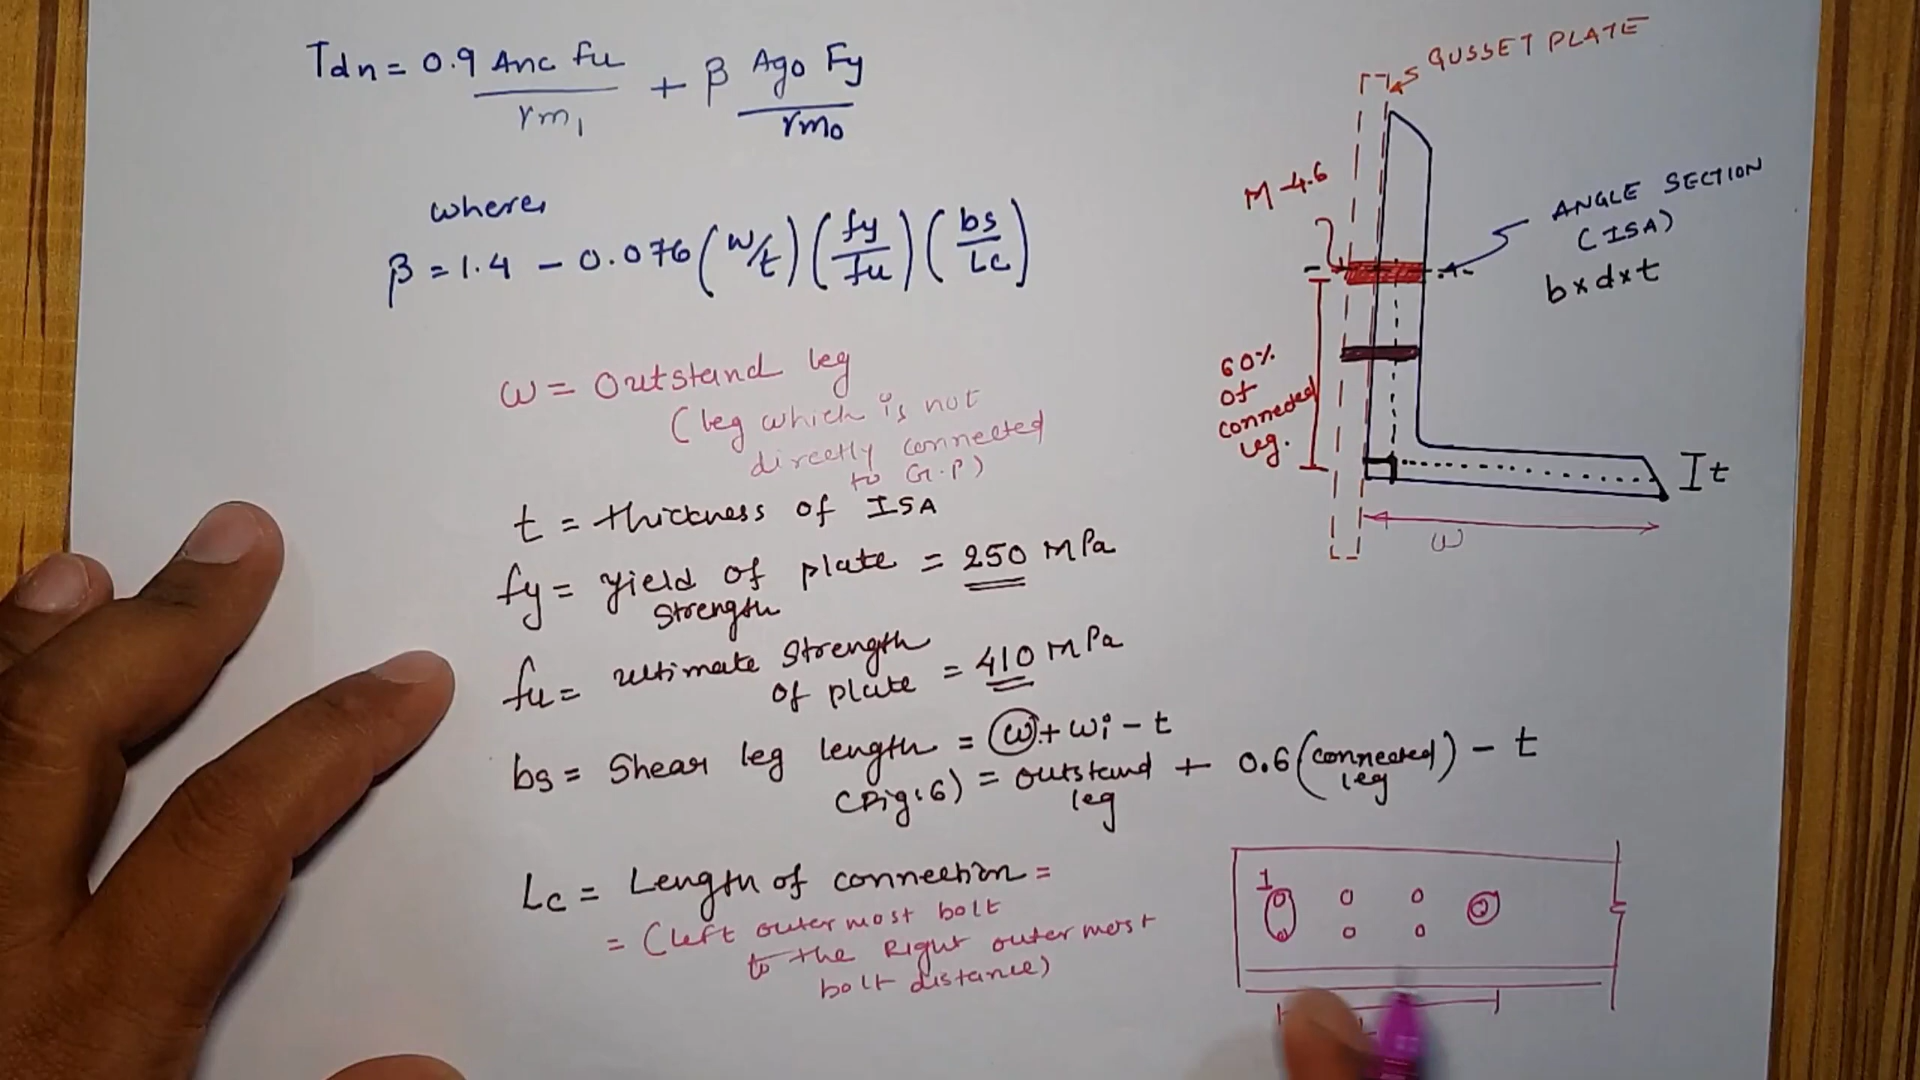 Tdn = 0.9 Anc fu / γm1 + β Ago Fy / γm0
where,
β = 1.4 - 0.076 (w/t) (fy/fu) (bs/Lc)
w = Outstand leg
(leg which is not
directly connected
to G.P)
t = thickness of ISA
fy = yield of plate = 250 MPa
strength
fu = ultimate strength
of plate = 410 MPa
bs = Shear leg length = w + wi - t
(Fig:6) = outstand leg + 0.6 (connected leg) - t
Lc = Length of connection =
= (left outer most bolt
to the Right outer most
bolt distance)
GUSSET PLATE
M-4.6
ANGLE SECTION
(ISA)
b x d x t
60%
of
connected
leg.
t
w
1